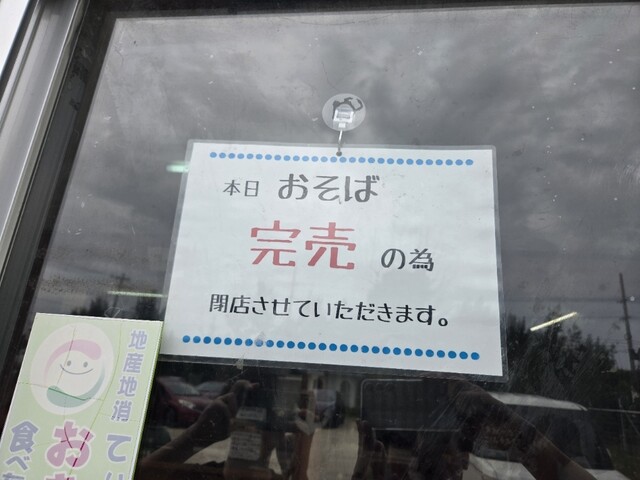 本日 おそば
完売 の為
閉店させていただきます。
地産地消
食べ